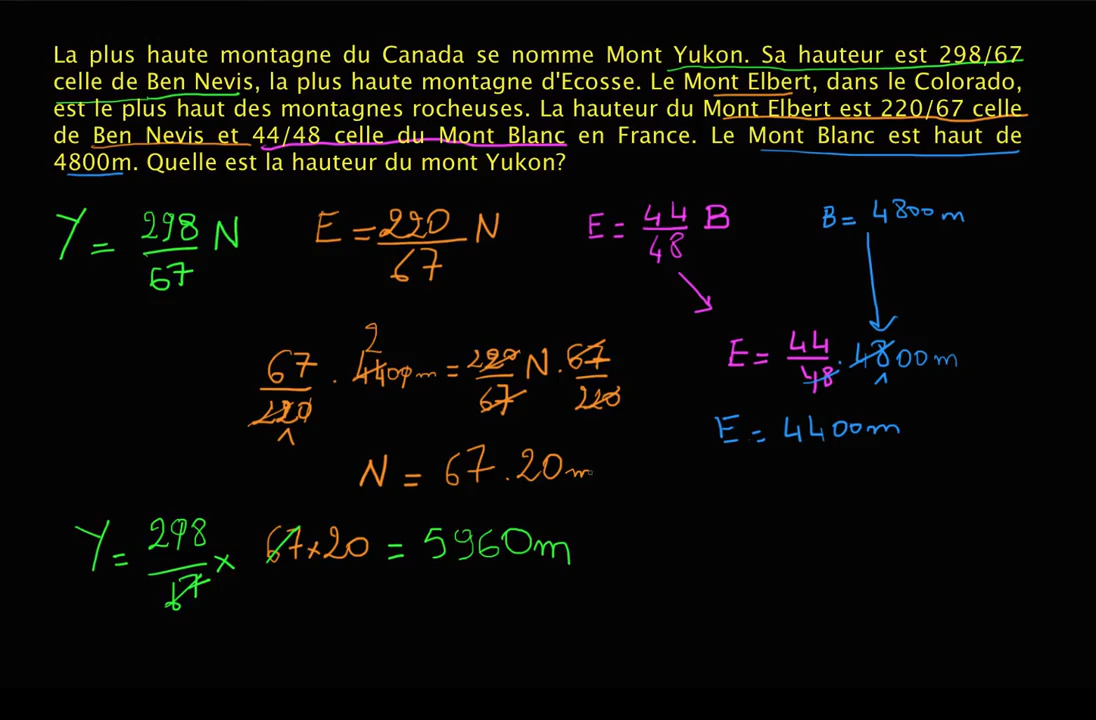 La plus haute montagne du Canada se nomme Mont Yukon. Sa hauteur est 298/67
celle de Ben Nevis, la plus haute montagne d'Ecosse. Le Mont Elbert, dans le Colorado,
est le plus haut des montagnes rocheuses. La hauteur du Mont Elbert est 220/67 celle
de Ben Nevis et 44/48 celle du Mont Blanc en France. Le Mont Blanc est haut de
4800m. Quelle est la hauteur du mont Yukon?
Y = 298/67 N E = 220/67 N E = 44/48 B B = 4800m
E = 44/48 . 4800m
2
67/220 . 4400m = 220/67 N . 67/220
1
1
E = 4400m
N = 67.20m
Y = 298/67 x 67x20 = 5960m